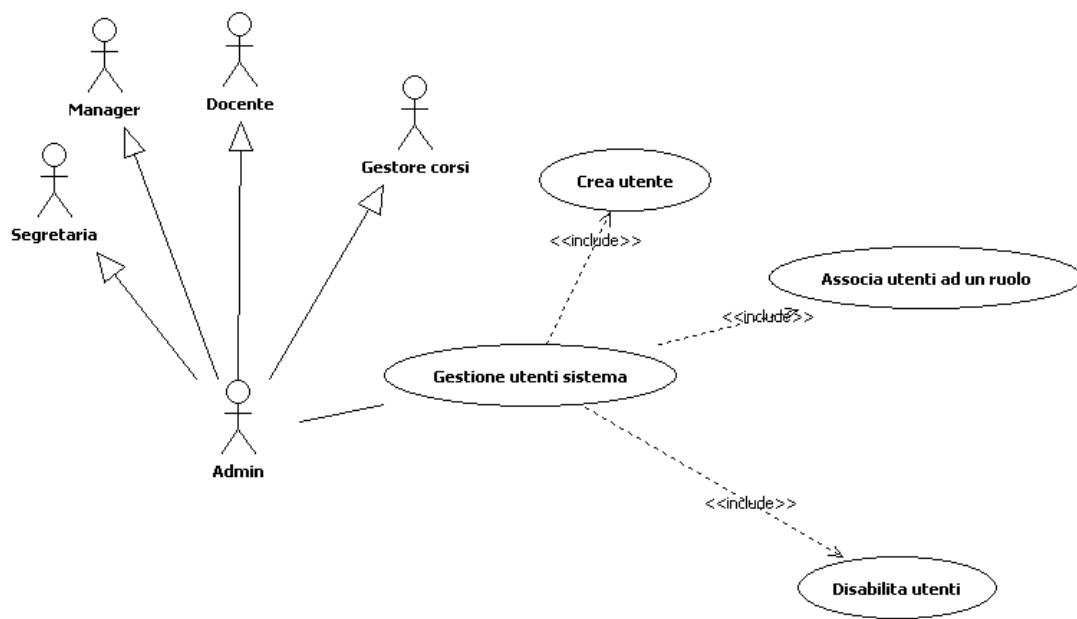 Manager
Docente
Gestore corsi
Segretaria
Crea utente
<<include>>
Associa utenti ad un ruolo
<<include>>
Gestione utenti sistema
Admin
<<include>>
Disabilita utenti